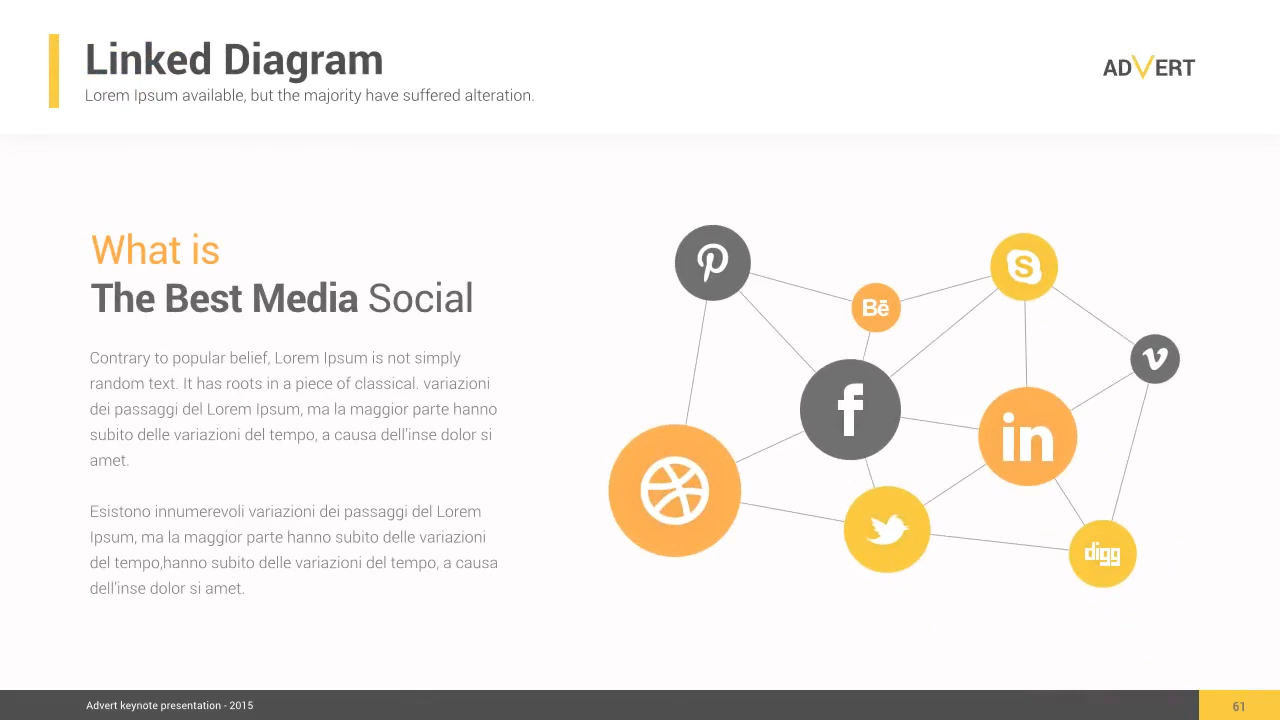 Linked Diagram
Lorem Ipsum available, but the majority have suffered alteration.
ADVERT
What is
The Best Media Social
Contrary to popular belief, Lorem Ipsum is not simply
random text. It has roots in a piece of classical. variazioni
dei passaggi del Lorem Ipsum, ma la maggior parte hanno
subito delle variazioni del tempo, a causa dell'inse dolor si
amet.
Esistono innumerevoli variazioni dei passaggi del Lorem
Ipsum, ma la maggior parte hanno subito delle variazioni
del tempo,hanno subito delle variazioni del tempo, a causa
dell'inse dolor si amet.
Bē
S
f
in
digg
Advert keynote presentation - 2015
61